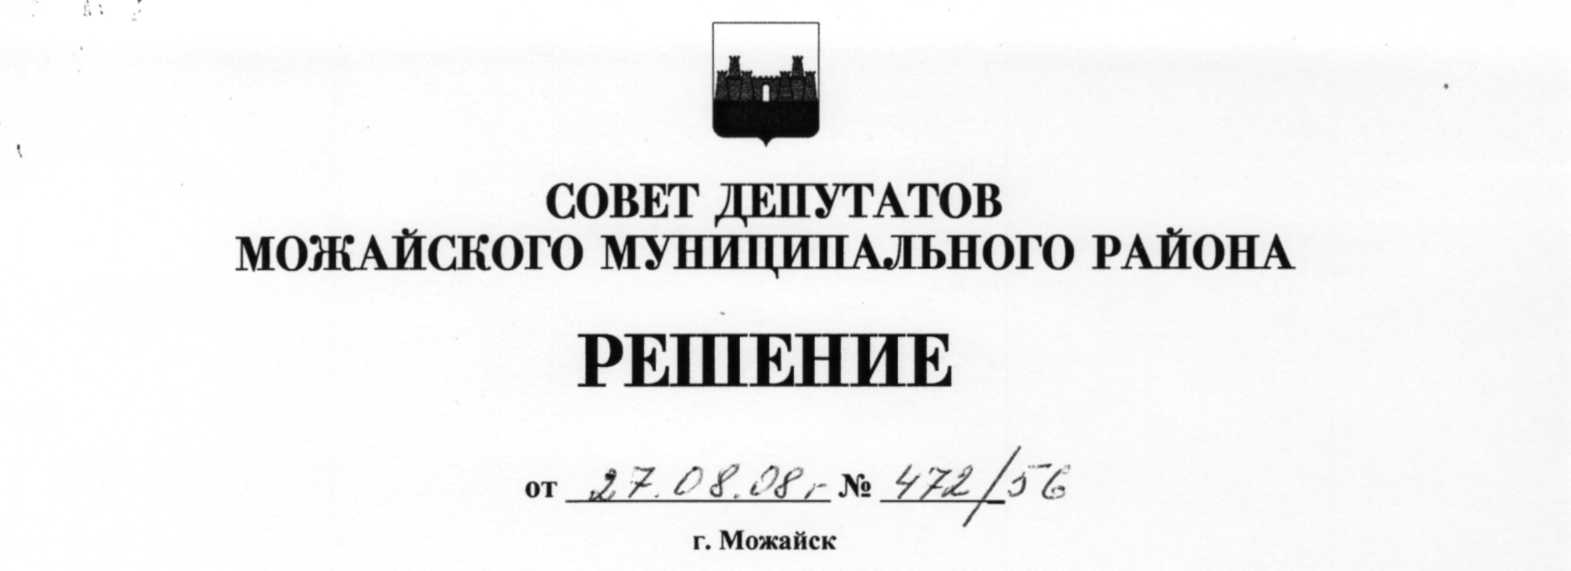 СОВЕТ ДЕПУТАТОВ
МОЖАЙСКОГО МУНИЦИПАЛЬНОГО РАЙОНА
РЕШЕНИЕ
от 27.08.08г № 472/56
г. Можайск